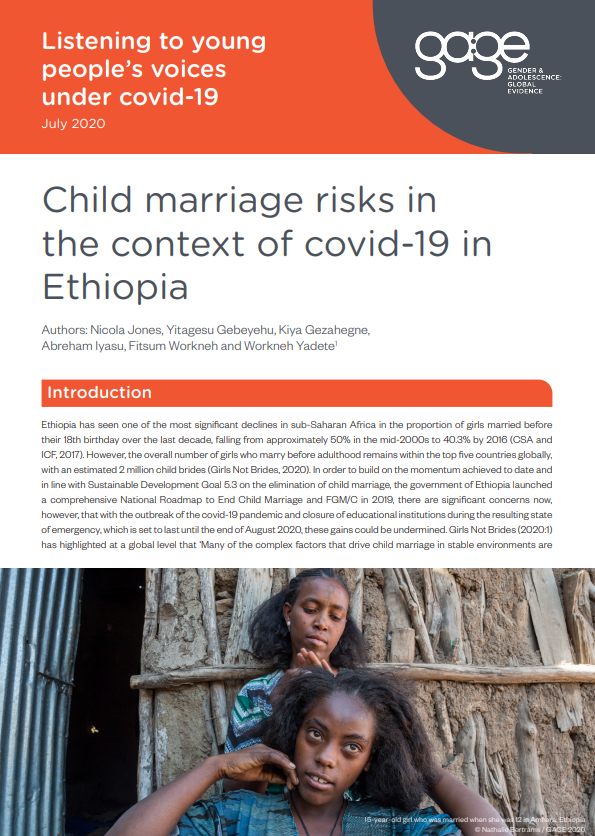 Listening to young
people's voices
under covid-19
July 2020
gage
GENDER &
ADOLESCENCE:
GLOBAL
EVIDENCE
Child marriage risks in
the context of covid-19 in
Ethiopia
Authors: Nicola Jones, Yitagesu Gebeyehu, Kiya Gezahegne,
Abreham Iyasu, Fitsum Workneh and Workneh Yadete¹
Introduction
Ethiopia has seen one of the most significant declines in sub-Saharan Africa in the proportion of girls married before
their 18th birthday over the last decade, falling from approximately 50% in the mid-2000s to 40.3% by 2016 (CSA and
ICF, 2017). However, the overall number of girls who marry before adulthood remains within the top five countries globally,
with an estimated 2 million child brides (Girls Not Brides, 2020). In order to build on the momentum achieved to date and
in line with Sustainable Development Goal 5.3 on the elimination of child marriage, the government of Ethiopia launched
a comprehensive National Roadmap to End Child Marriage and FGM/C in 2019, there are significant concerns now,
however, that with the outbreak of the covid-19 pandemic and closure of educational institutions during the resulting state
of emergency, which is set to last until the end of August 2020, these gains could be undermined. Girls Not Brides (2020:1)
has highlighted at a global level that 'Many of the complex factors that drive child marriage in stable environments are
15-year-old girl who was married when she was 12 in Amhara, Ethiopia
© Nathalie Bertrams / GAGE 2020